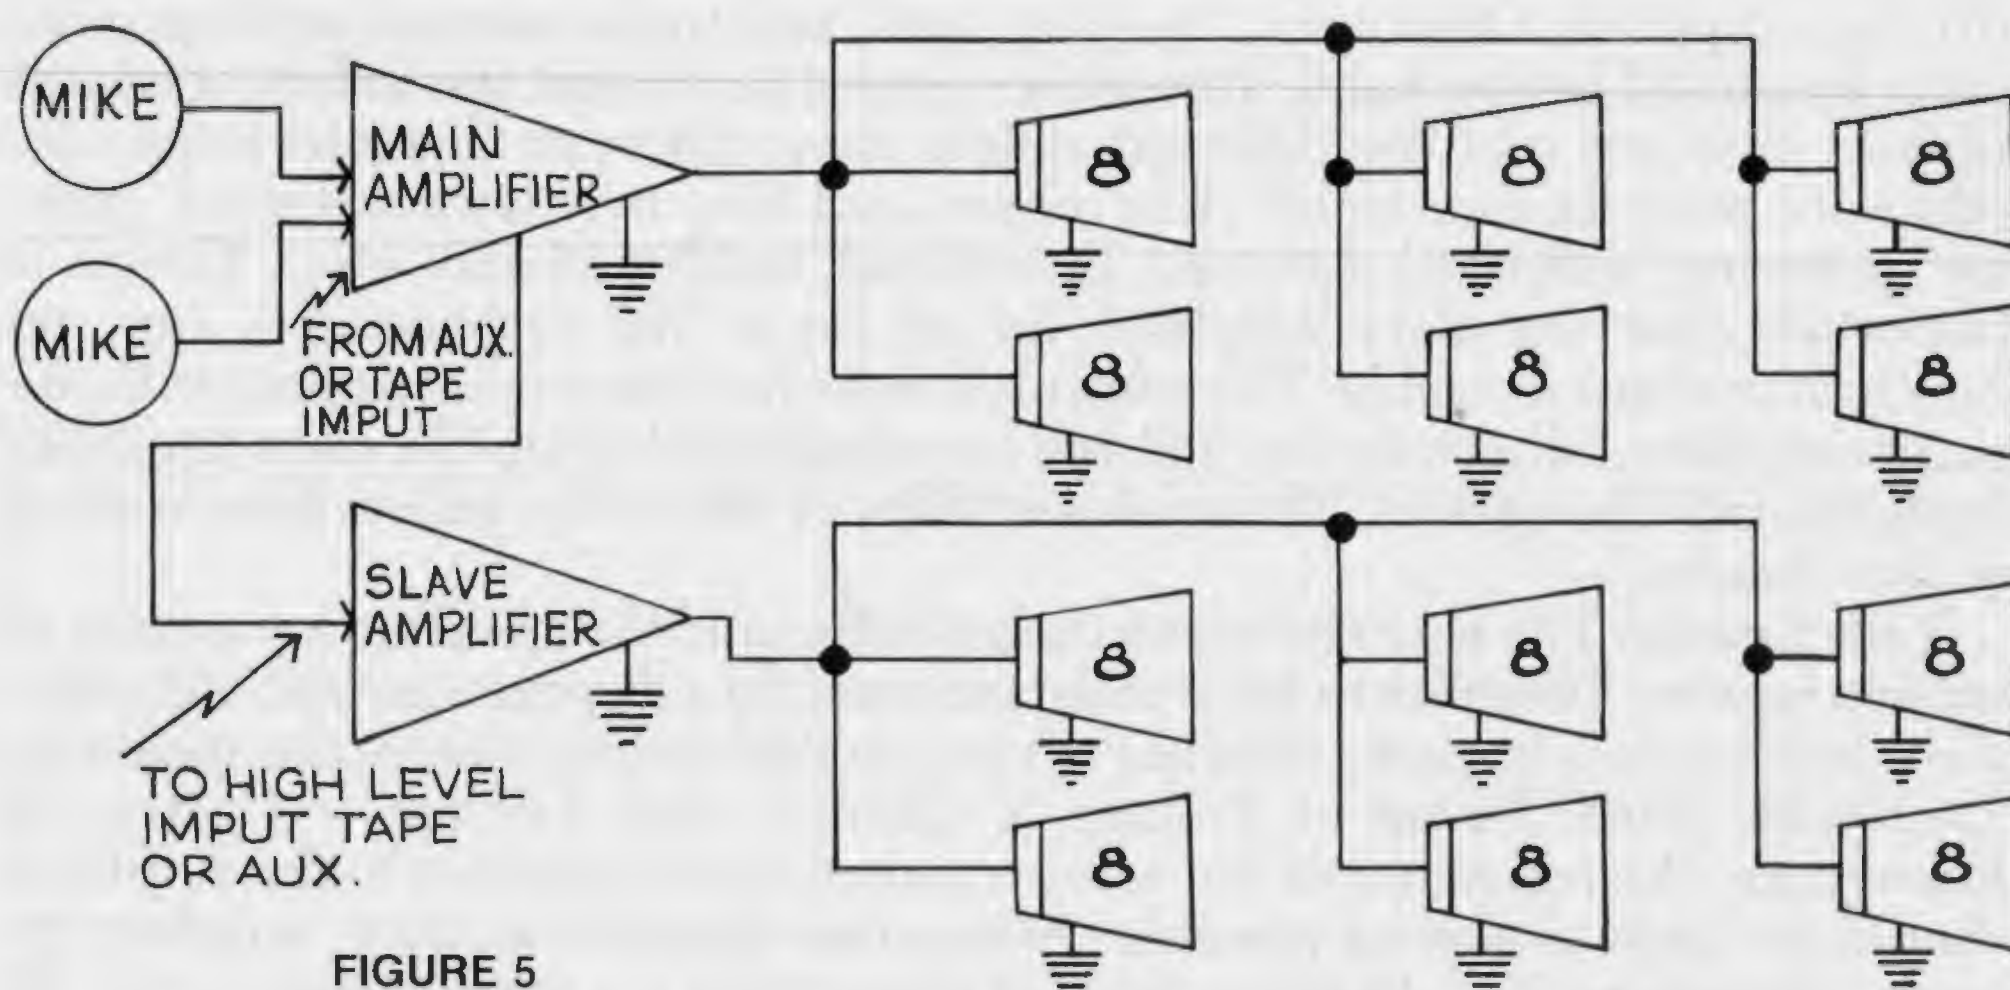 MIKE
MAIN
AMPLIFIER
MIKE
FROM AUX.
OR TAPE
IMPUT
8 8 8
8 8 8
SLAVE
AMPLIFIER
TO HIGH LEVEL
IMPUT TAPE
OR AUX.
8 8 8
8 8 8
FIGURE 5